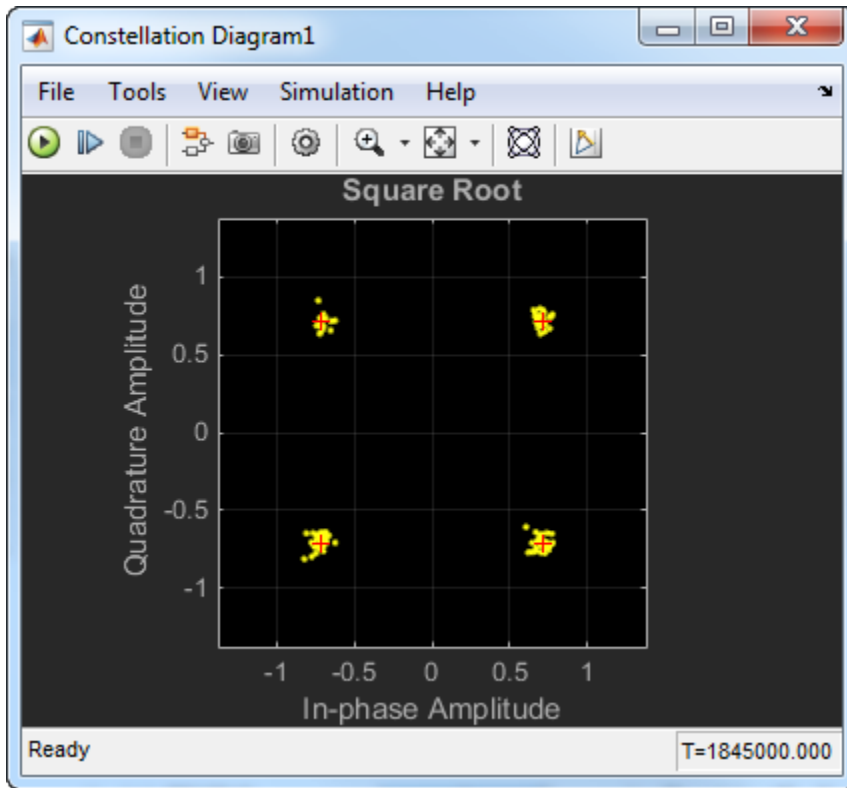 Constellation Diagram1
File Tools View Simulation Help
Square Root
Quadrature Amplitude
1
0.5
0
-0.5
-1
-1 -0.5 0 0.5 1
In-phase Amplitude
Ready T=1845000.000